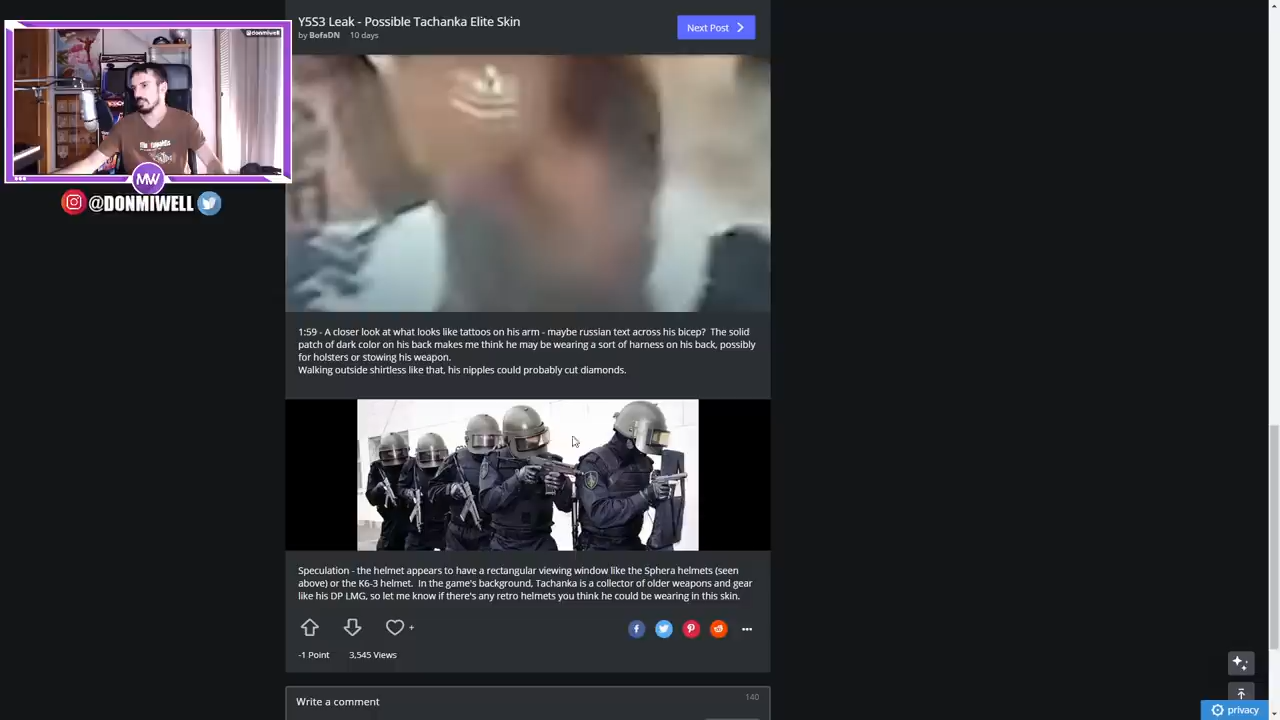 Y5S3 Leak - Possible Tachanka Elite Skin
by BofaDN 10 days
Next Post
@donmiwell
MW
@DONMIWELL
1:59 - A closer look at what looks like tattoos on his arm - maybe russian text across his bicep? The solid
patch of dark color on his back makes me think he may be wearing a sort of harness on his back, possibly
for holsters or stowing his weapon.
Walking outside shirtless like that, his nipples could probably cut diamonds.
Speculation - the helmet appears to have a rectangular viewing window like the Sphera helmets (seen
above) or the K6-3 helmet. In the game's background, Tachanka is a collector of older weapons and gear
like his DP LMG, so let me know if there's any retro helmets you think he could be wearing in this skin.
+
-1 Point 3,545 Views
Write a comment
140
privacy